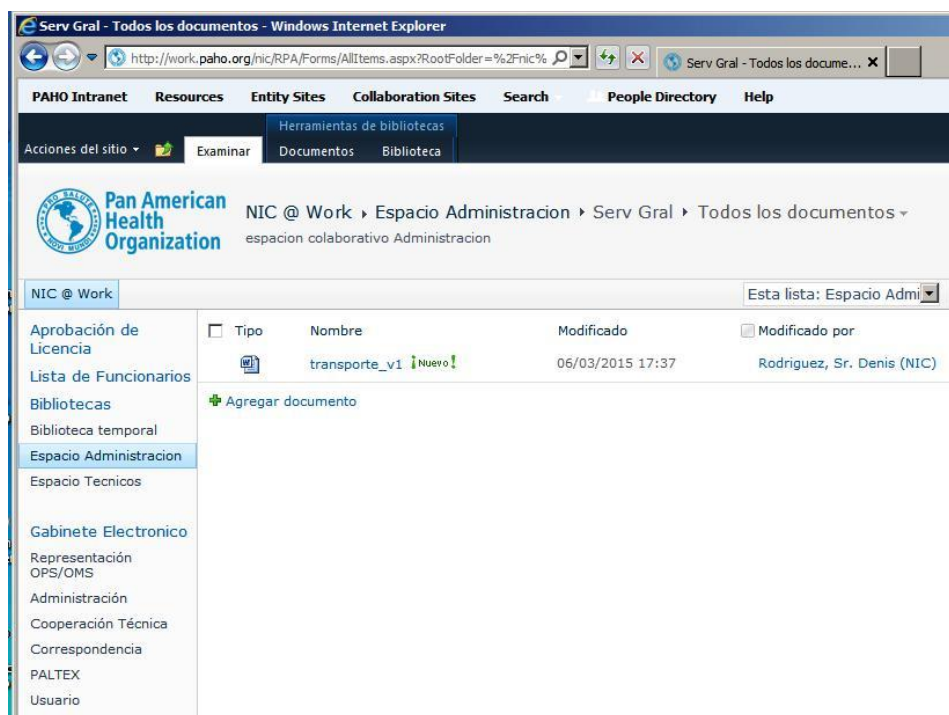 Serv Gral - Todos los documentos - Windows Internet Explorer
http://work.paho.org/nic/RPA/Forms/AllItems.aspx?RootFolder=%2Fnic% Serv Gral - Todos los docume...
PAHO Intranet Resources Entity Sites Collaboration Sites Search People Directory Help
Herramientas de bibliotecas
Acciones del sitio Examinar Documentos Biblioteca
PRO SALUTE
NOVI MUNDI
Pan American
Health
Organization
NIC @ Work Espacio Administracion Serv Gral Todos los documentos
espacion colaborativo Administracion
NIC @ Work Esta lista: Espacio Admi
Aprobación de
Licencia
Lista de Funcionarios
Bibliotecas
Biblioteca temporal
Espacio Administracion
Espacio Tecnicos
Gabinete Electronico
Representación
OPS/OMS
Administración
Cooperación Técnica
Correspondencia
PALTEX
Usuario
Tipo Nombre Modificado Modificado por
transporte_v1 ¡Nuevo! 06/03/2015 17:37 Rodriguez, Sr. Denis (NIC)
Agregar documento